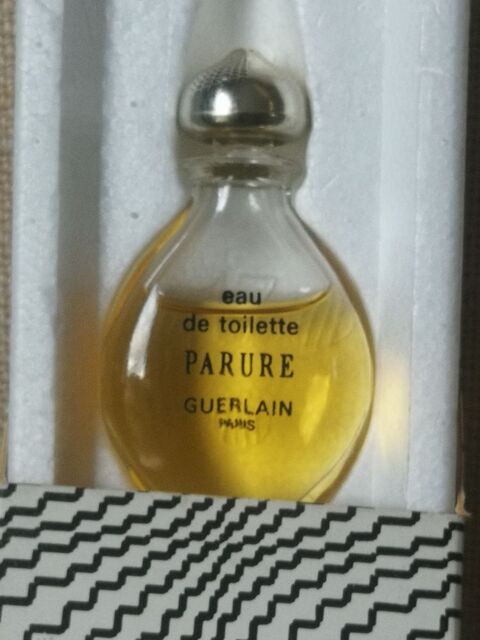 eau
de toilette
PARURE
GUERLAIN
PARIS